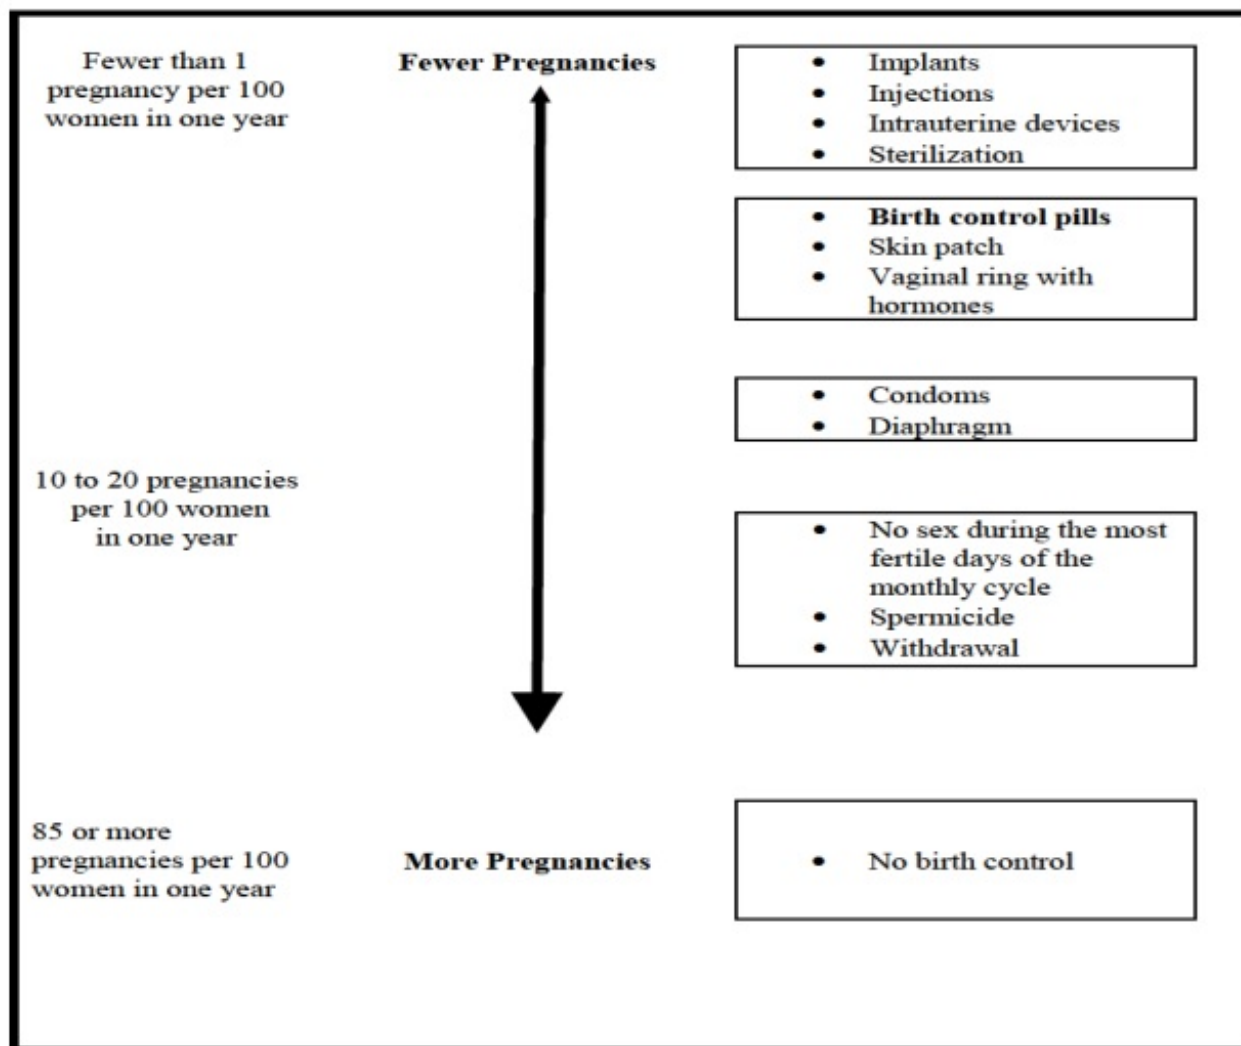 Fewer than 1
pregnancy per 100
women in one year
Fewer Pregnancies
• Implants
• Injections
• Intrauterine devices
• Sterilization
• Birth control pills
• Skin patch
• Vaginal ring with
hormones
• Condoms
• Diaphragm
10 to 20 pregnancies
per 100 women
in one year
• No sex during the most
fertile days of the
monthly cycle
• Spermicide
• Withdrawal
85 or more
pregnancies per 100
women in one year
More Pregnancies
• No birth control